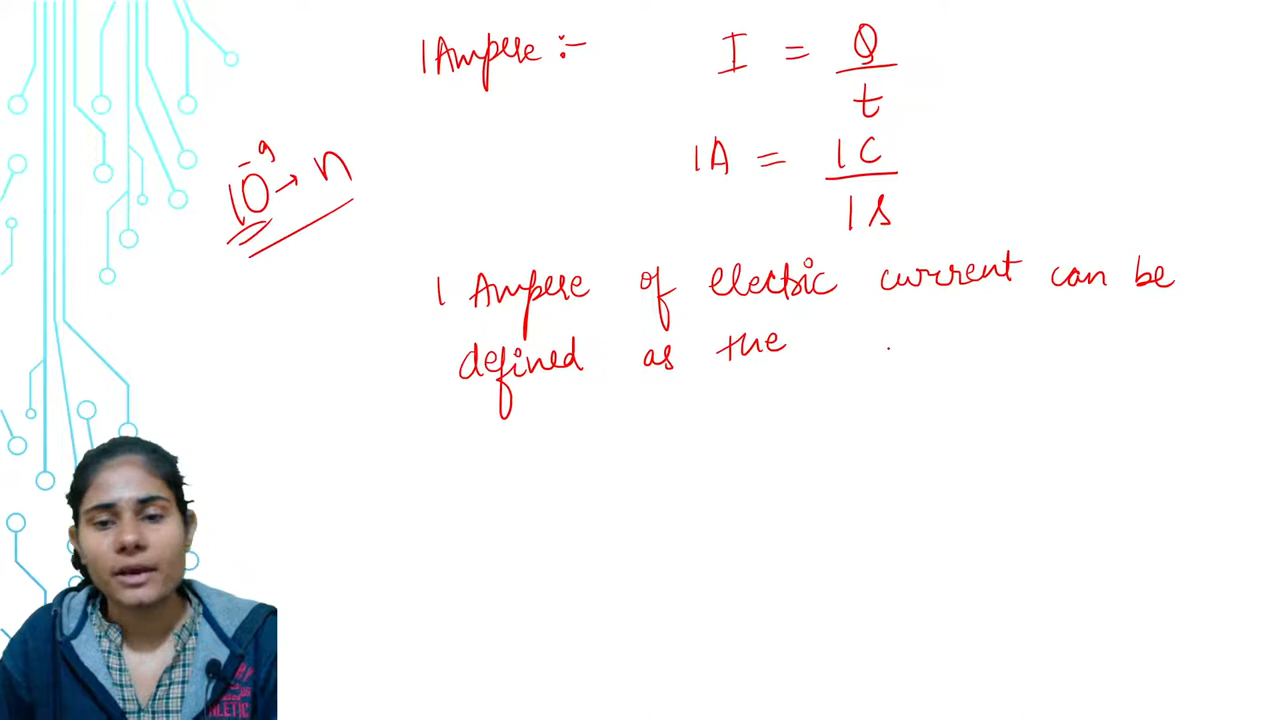 1 Ampere :-
I = Q/t
10⁻⁹ → n
1A = 1C/1s
1 Ampere of electric current can be
defined as the